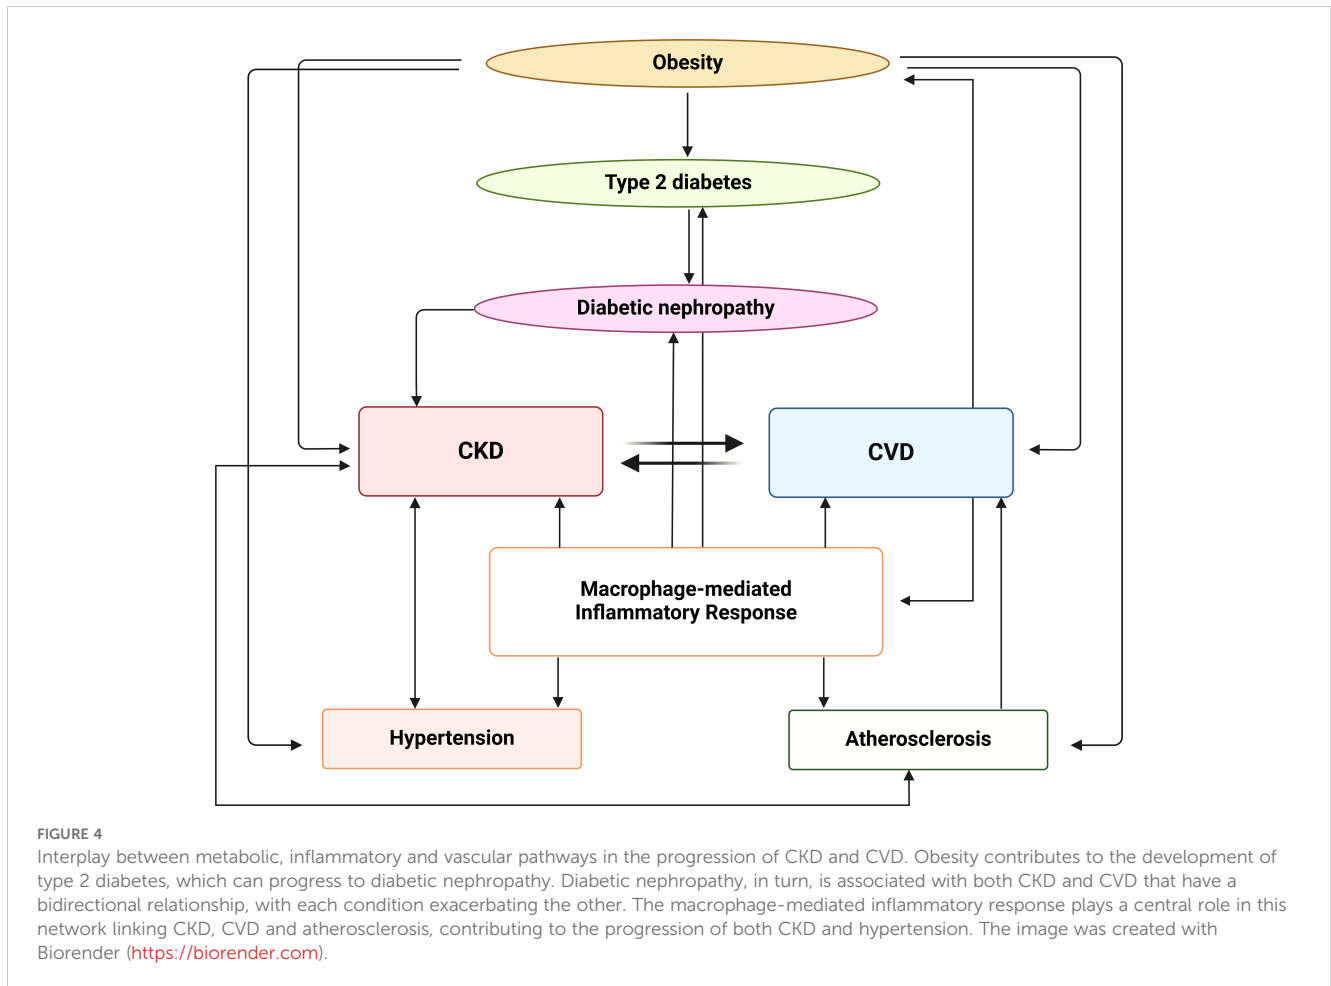 Obesity
Type 2 diabetes
Diabetic nephropathy
CKD
CVD
Macrophage-mediated
Inflammatory Response
Hypertension
Atherosclerosis
FIGURE 4
Interplay between metabolic, inflammatory and vascular pathways in the progression of CKD and CVD. Obesity contributes to the development of
type 2 diabetes, which can progress to diabetic nephropathy. Diabetic nephropathy, in turn, is associated with both CKD and CVD that have a
bidirectional relationship, with each condition exacerbating the other. The macrophage-mediated inflammatory response plays a central role in this
network linking CKD, CVD and atherosclerosis, contributing to the progression of both CKD and hypertension. The image was created with
Biorender (https://biorender.com).